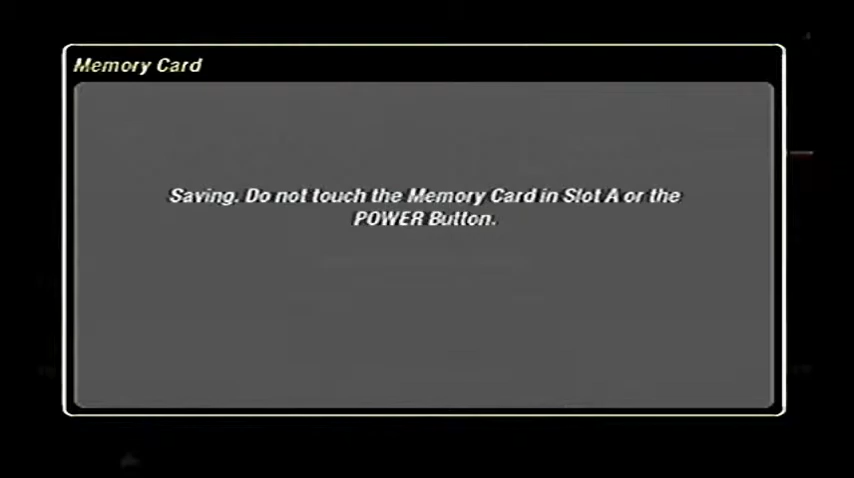 Memory Card
Saving. Do not touch the Memory Card in Slot A or the
POWER Button.